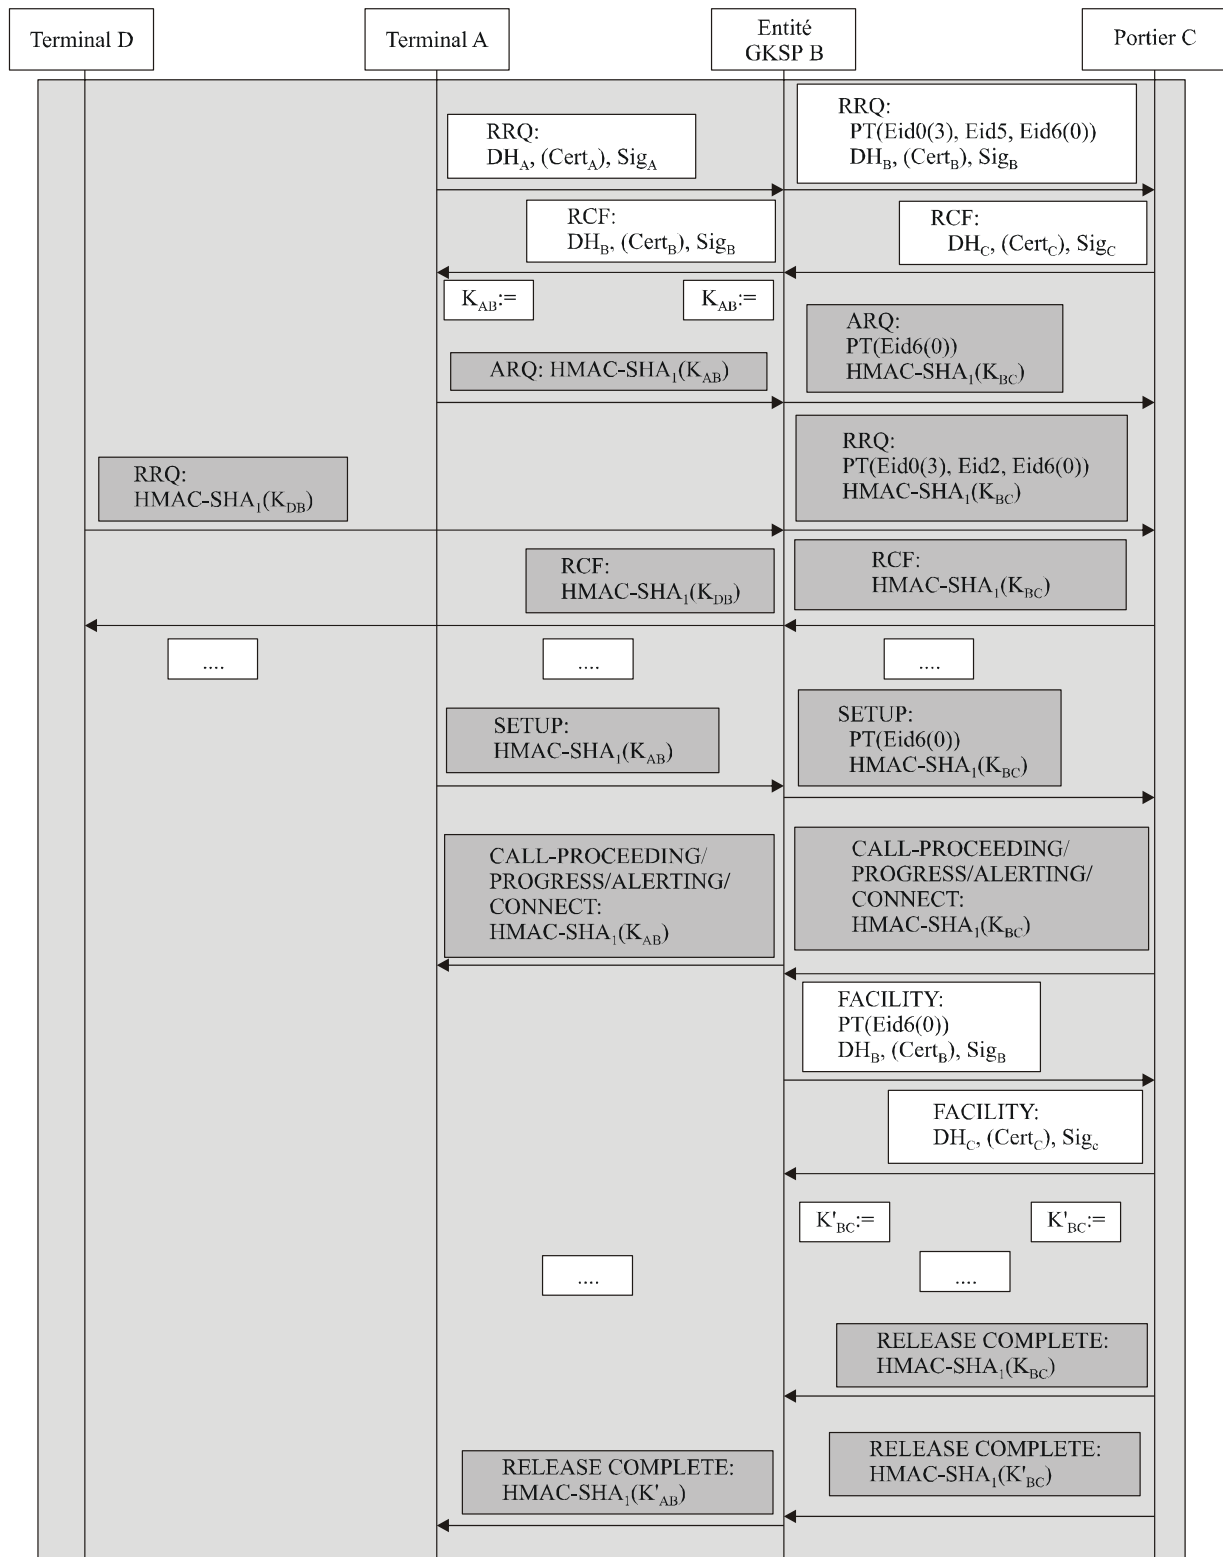 Terminal D
Terminal A
Entité
GKSP B
Portier C
RRQ:
PT(Eid0(3), Eid5, Eid6(0))
DH_B, (Cert_B), Sig_B
RRQ:
DH_A, (Cert_A), Sig_A
RCF:
DH_B, (Cert_B), Sig_B
RCF:
DH_C, (Cert_C), Sig_C
K_AB:=
K_AB:=
ARQ:
PT(Eid6(0))
HMAC-SHA_1(K_BC)
ARQ: HMAC-SHA_1(K_AB)
RRQ:
PT(Eid0(3), Eid2, Eid6(0))
HMAC-SHA_1(K_BC)
RRQ:
HMAC-SHA_1(K_DB)
RCF:
HMAC-SHA_1(K_DB)
RCF:
HMAC-SHA_1(K_BC)
....
....
....
SETUP:
HMAC-SHA_1(K_AB)
SETUP:
PT(Eid6(0))
HMAC-SHA_1(K_BC)
CALL-PROCEEDING/
PROGRESS/ALERTING/
CONNECT:
HMAC-SHA_1(K_AB)
CALL-PROCEEDING/
PROGRESS/ALERTING/
CONNECT:
HMAC-SHA_1(K_BC)
FACILITY:
PT(Eid6(0))
DH_B, (Cert_B), Sig_B
FACILITY:
DH_C, (Cert_C), Sig_c
K'_BC:=
K'_BC:=
....
....
RELEASE COMPLETE:
HMAC-SHA_1(K_BC)
RELEASE COMPLETE:
HMAC-SHA_1(K'_BC)
RELEASE COMPLETE:
HMAC-SHA_1(K'_AB)